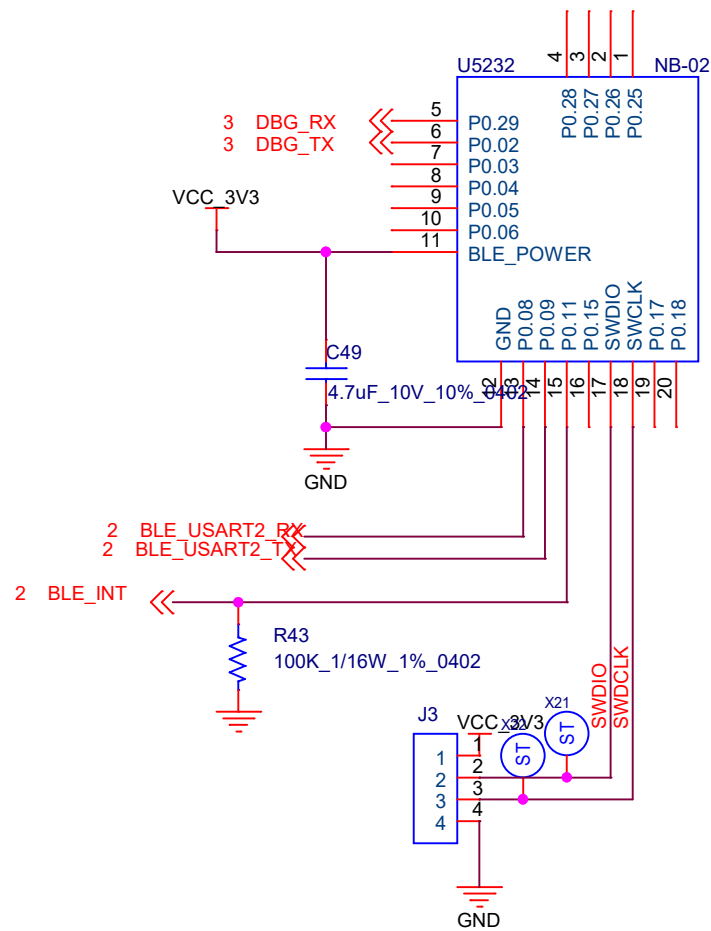 4 3 2 1
U5232 NB-02
P0.28 P0.27 P0.26 P0.25
3 DBG_RX 5 P0.29
3 DBG_TX 6 P0.02
7 P0.03
8 P0.04
9 P0.05
10 P0.06
VCC_3V3
11 BLE_POWER
GND P0.08 P0.09 P0.11 P0.15 SWDIO SWCLK P0.17 P0.18
12 13 14 15 16 17 18 19 20
C49
4.7uF_10V_10%_0402
GND
2 BLE_USART2_RX
2 BLE_USART2_TX
2 BLE_INT
R43
100K_1/16W_1%_0402
SWDIO
SWDCLK
J3
VCC_3V3
X22
ST
X21
ST
1 1
2 2
3 3
4 4
GND